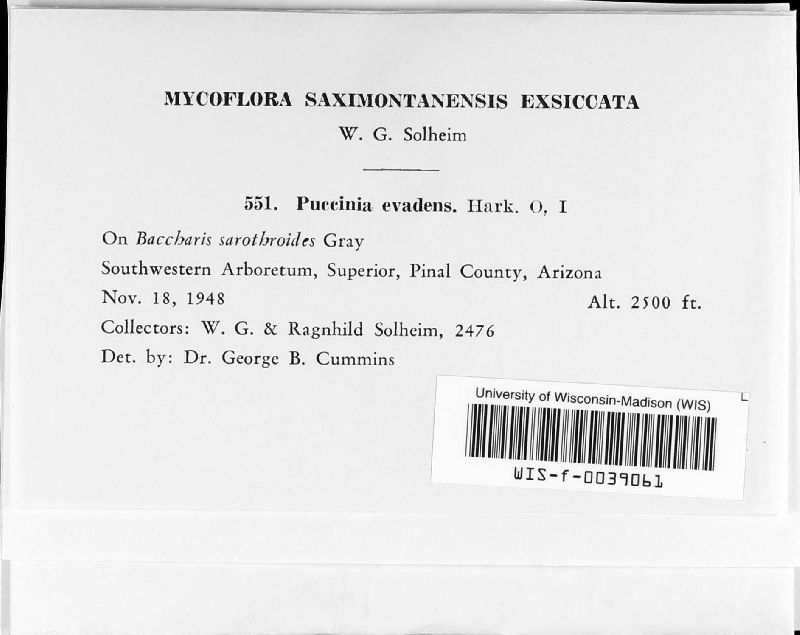 MYCOFLORA SAXIMONTANENSIS EXSICCATA
W. G. Solheim
551. Puccinia evadens. Hark. O, I
On Baccharis sarothroides Gray
Southwestern Arboretum, Superior, Pinal County, Arizona
Nov. 18, 1948 Alt. 2500 ft.
Collectors: W. G. & Ragnhild Solheim, 2476
Det. by: Dr. George B. Cummins
University of Wisconsin-Madison (WIS) L
WIS-f-0039061